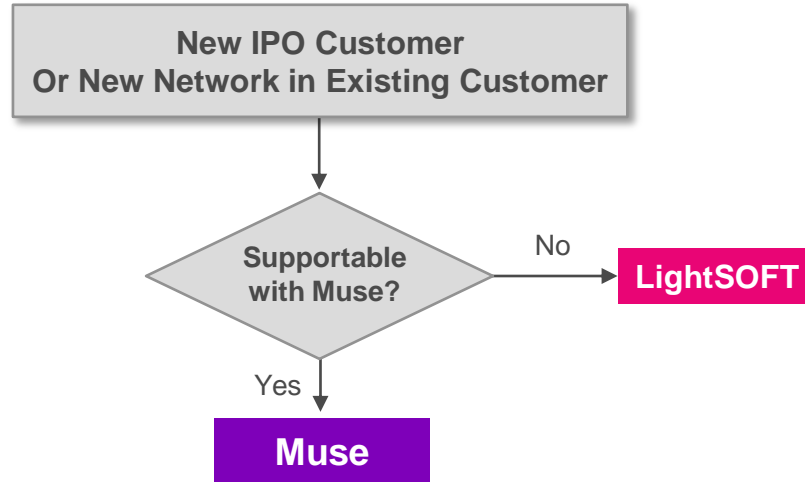 New IPO Customer
Or New Network in Existing Customer
Supportable
with Muse?
No
LightSOFT
Yes
Muse